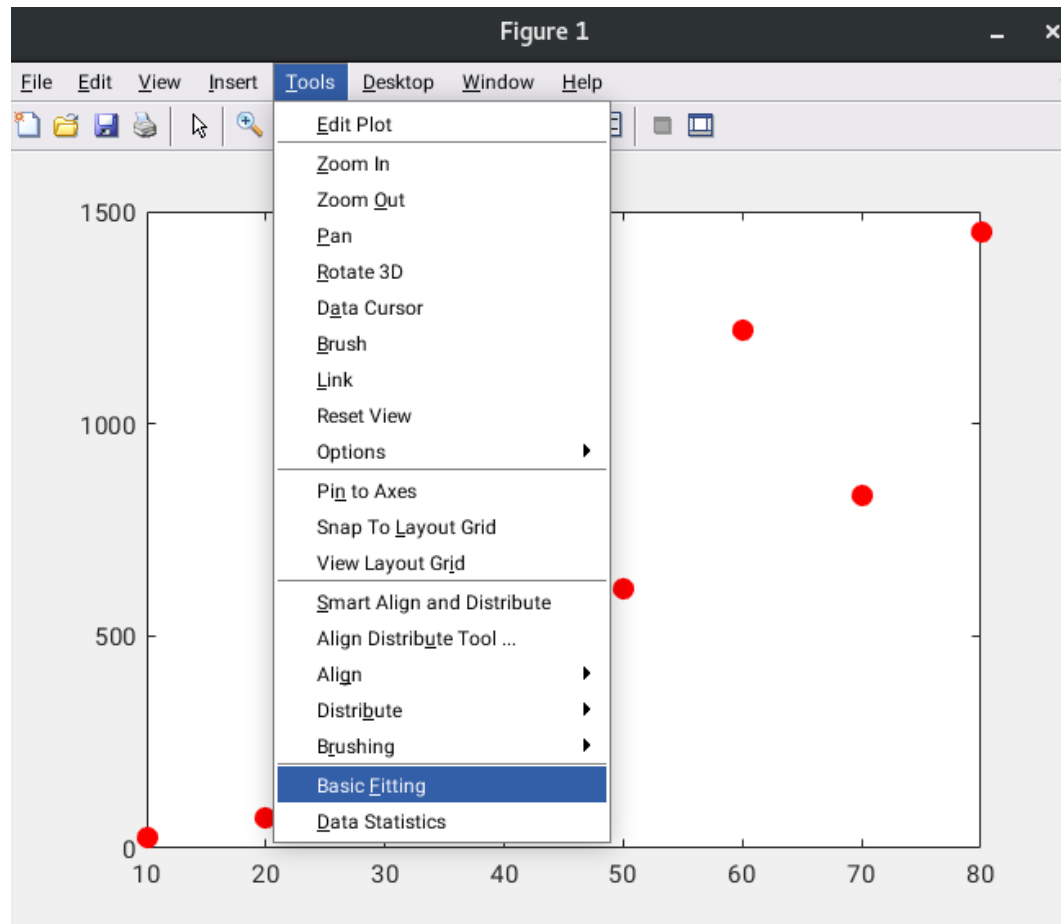 Figure 1
File Edit View Insert Tools Desktop Window Help
Edit Plot
Zoom In
Zoom Out
Pan
Rotate 3D
Data Cursor
Brush
Link
Reset View
Options
Pin to Axes
Snap To Layout Grid
View Layout Grid
Smart Align and Distribute
Align Distribute Tool ...
Align
Distribute
Brushing
Basic Fitting
Data Statistics
1500
1000
500
0
10 20 30 40 50 60 70 80